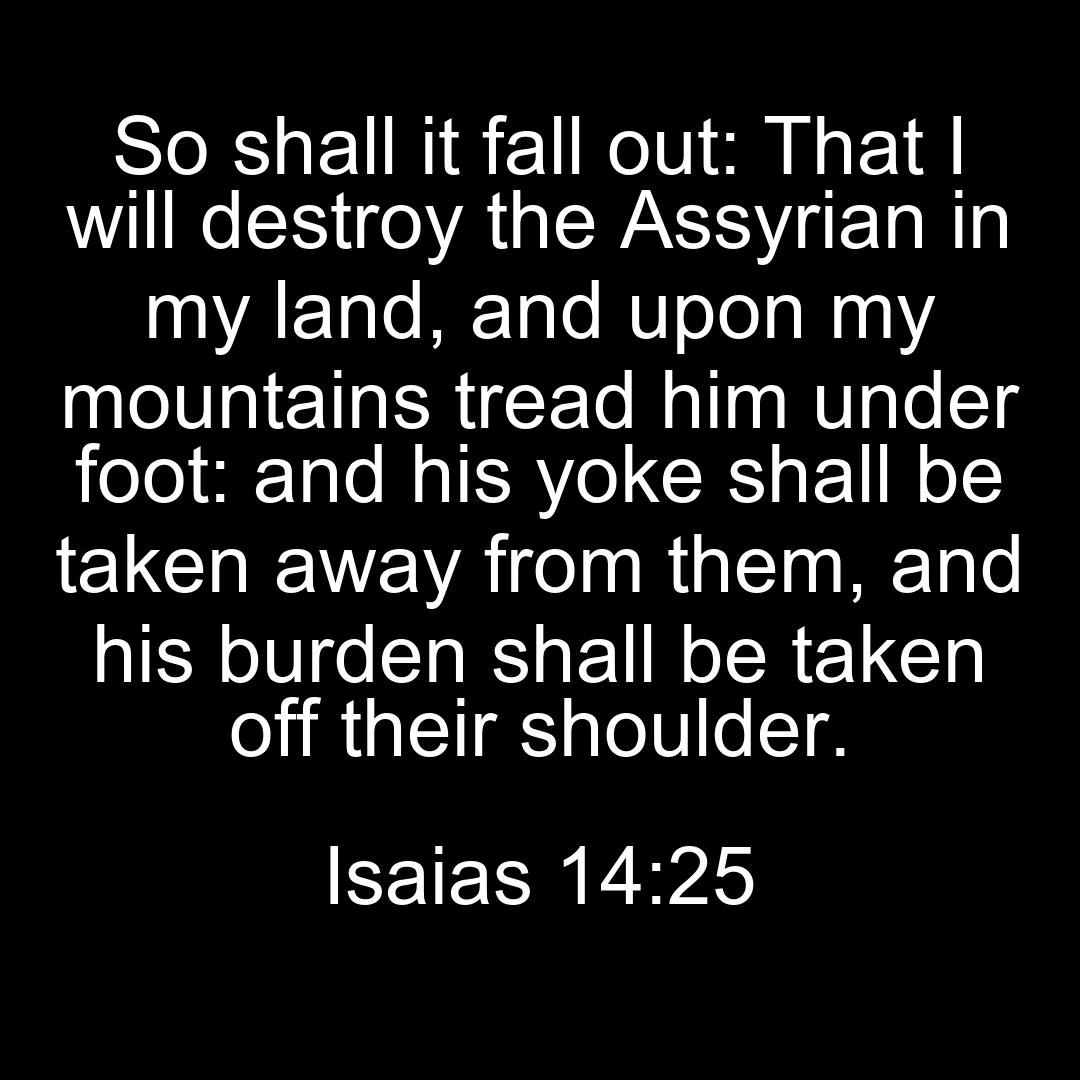 So shall it fall out: That I
will destroy the Assyrian in
my land, and upon my
mountains tread him under
foot: and his yoke shall be
taken away from them, and
his burden shall be taken
off their shoulder.
Isaias 14:25